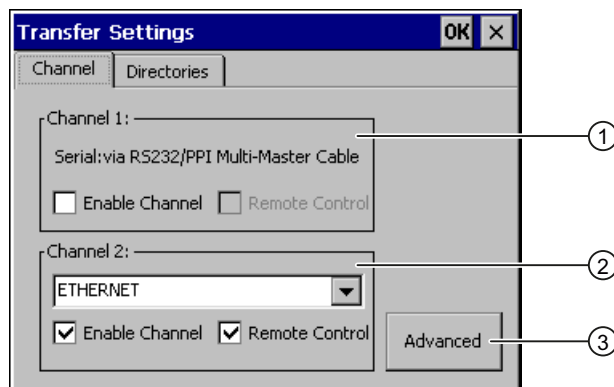 Transfer Settings OK ×
Channel Directories
Channel 1:
1
Serial:via RS232/PPI Multi-Master Cable
Enable Channel Remote Control
Channel 2:
2
ETHERNET
Enable Channel Remote Control
Advanced
3